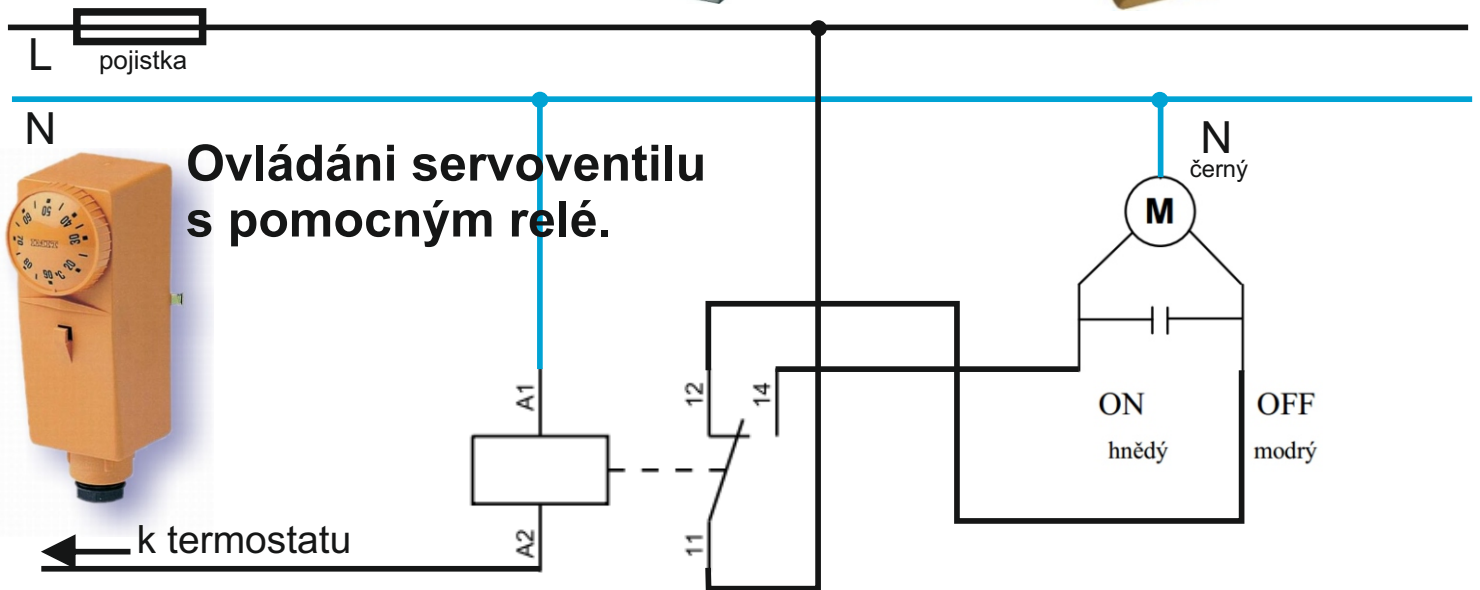 L
pojistka
N
Ovládáni servoventilu
s pomocným relé.
N
černý
M
A1
12
14
ON
hnědý
OFF
modrý
k termostatu
A2
11